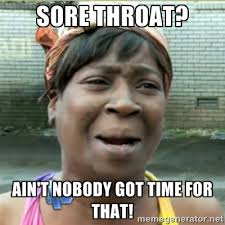 SORE THROAT?
AIN'T NOBODY GOT TIME FOR
THAT!
memegenerator.net